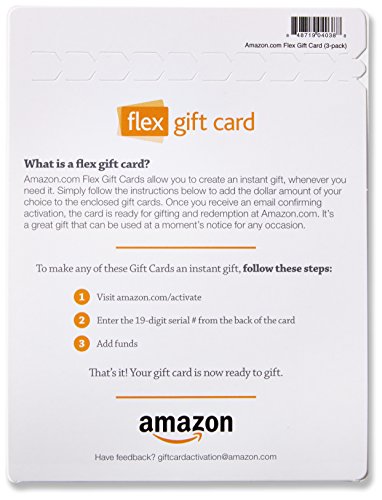 8 48719 04038 8
Amazon.com Flex Gift Card (3-pack)
flex gift card
What is a flex gift card?
Amazon.com Flex Gift Cards allow you to create an instant gift, whenever you
need it. Simply follow the instructions below to add the dollar amount of your
choice to the enclosed gift cards. Once you receive an email confirming
activation, the card is ready for gifting and redemption at Amazon.com. It's
a great gift that can be used at a moment's notice for any occasion.
To make any of these Gift Cards an instant gift, follow these steps:
1 Visit amazon.com/activate
2 Enter the 19-digit serial # from the back of the card
3 Add funds
That's it! Your gift card is now ready to gift.
amazon
Have feedback? giftcardactivation@amazon.com